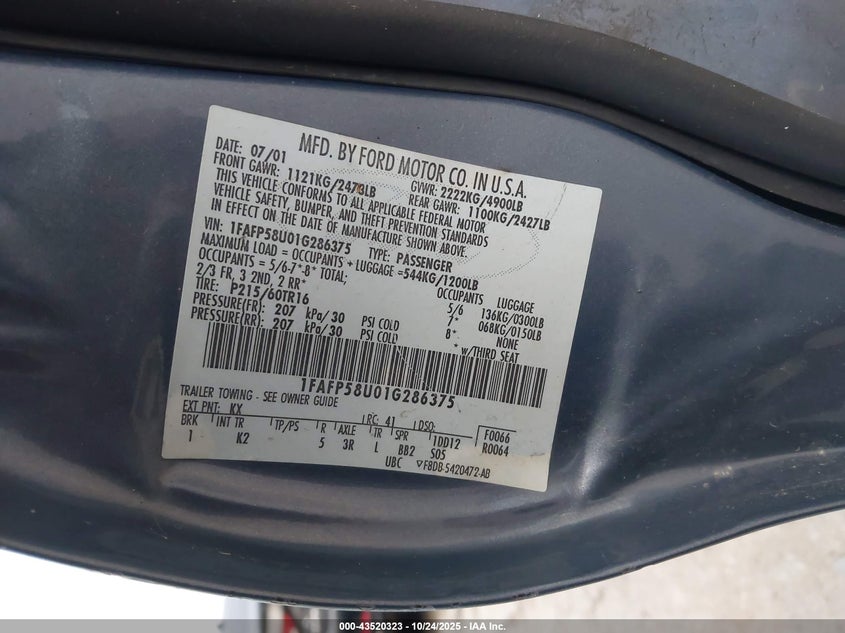 MFD. BY FORD MOTOR CO. IN U.S.A.
DATE: 07/01 GVWR: 2222KG/4900LB
FRONT GAWR: 1121KG/2473LB REAR GAWR: 1100KG/2427LB
THIS VEHICLE CONFORMS TO ALL APPLICABLE FEDERAL MOTOR
VEHICLE SAFETY, BUMPER, AND THEFT PREVENTION STANDARDS
IN EFFECT ON THE DATE OF MANUFACTURE SHOWN ABOVE.
VIN: 1FAFP58U01G286375 TYPE: PASSENGER
MAXIMUM LOAD = OCCUPANTS + LUGGAGE =544KG/1200LB
OCCUPANTS = 5/6-7*-8* TOTAL; OCCUPANTS LUGGAGE
2/3 FR, 3 2ND, 2 RR* 5/6 136KG/0300LB
TIRE: P215/60TR16 7* 068KG/0150LB
PRESSURE(FR) 207 kPa/30 PSI COLD 8* NONE
PRESSURE(RR) 207 kPa/30 PSI COLD * w/THIRD SEAT
1FAFP58U01G286375
TRAILER TOWING - SEE OWNER GUIDE
EXT PNT: KX RC: 41 DSO: F0066
BRK INT TR TP/PS R AXLE TR SPR 1DD12 R0064
1 K2 5 3R L BB2 S05
UBC ▽F8DB-5420472-AB
000-43520323 - 10/24/2025 - IAA Inc.